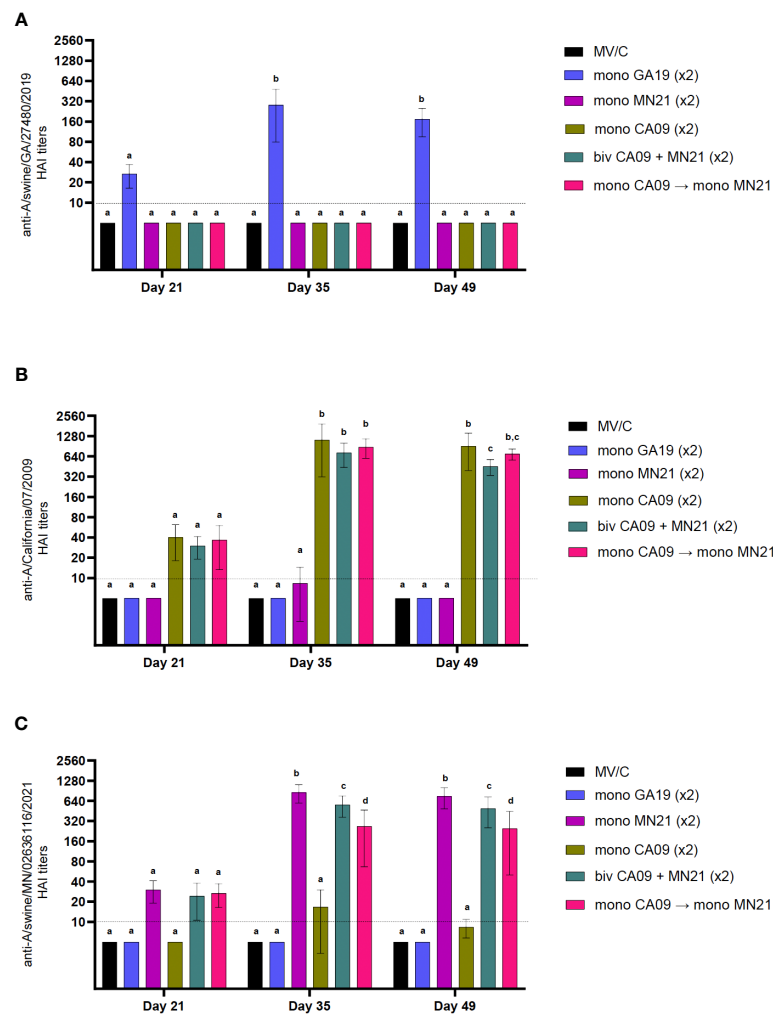 A
anti-A/swine/GA/27480/2019
HAI titers
2560
1280
640
320
160
80
40
20
10
a
b
b
a a a a a
a a a a a
a a a a a
Day 21
Day 35
Day 49
MV/C
mono GA19 (x2)
mono MN21 (x2)
mono CA09 (x2)
biv CA09 + MN21 (x2)
mono CA09 → mono MN21
B
anti-A/California/07/2009
HAI titers
2560
1280
640
320
160
80
40
20
10
a a a a a a
a a a b b b
a a a b c b,c
Day 21
Day 35
Day 49
MV/C
mono GA19 (x2)
mono MN21 (x2)
mono CA09 (x2)
biv CA09 + MN21 (x2)
mono CA09 → mono MN21
C
anti-A/swine/MN/02636116/2021
HAI titers
2560
1280
640
320
160
80
40
20
10
a a a a a a
a a b a c d
a a b a c d
Day 21
Day 35
Day 49
MV/C
mono GA19 (x2)
mono MN21 (x2)
mono CA09 (x2)
biv CA09 + MN21 (x2)
mono CA09 → mono MN21